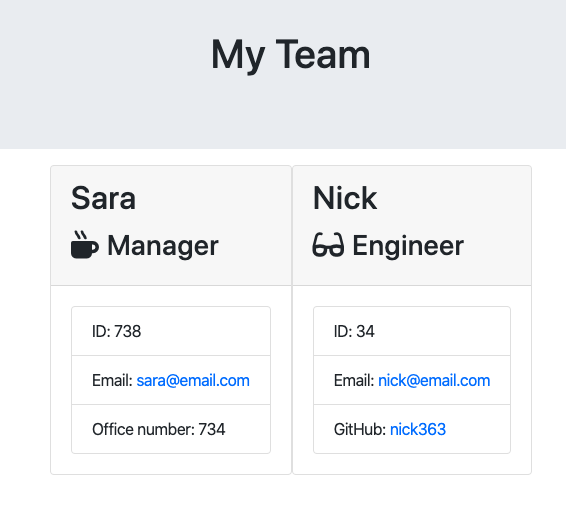 My Team
Sara
Manager
ID: 738
Email: sara@email.com
Office number: 734
Nick
Engineer
ID: 34
Email: nick@email.com
GitHub: nick363